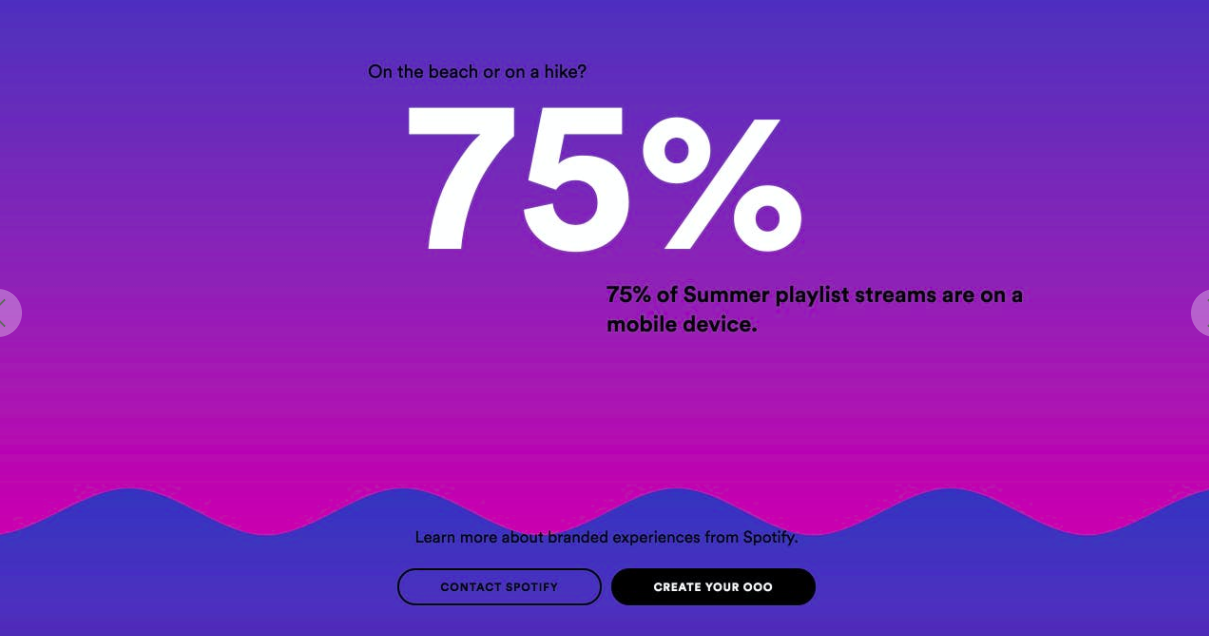 On the beach or on a hike?
75%
75% of Summer playlist streams are on a
mobile device.
Learn more about branded experiences from Spotify.
CONTACT SPOTIFY
CREATE YOUR OOO